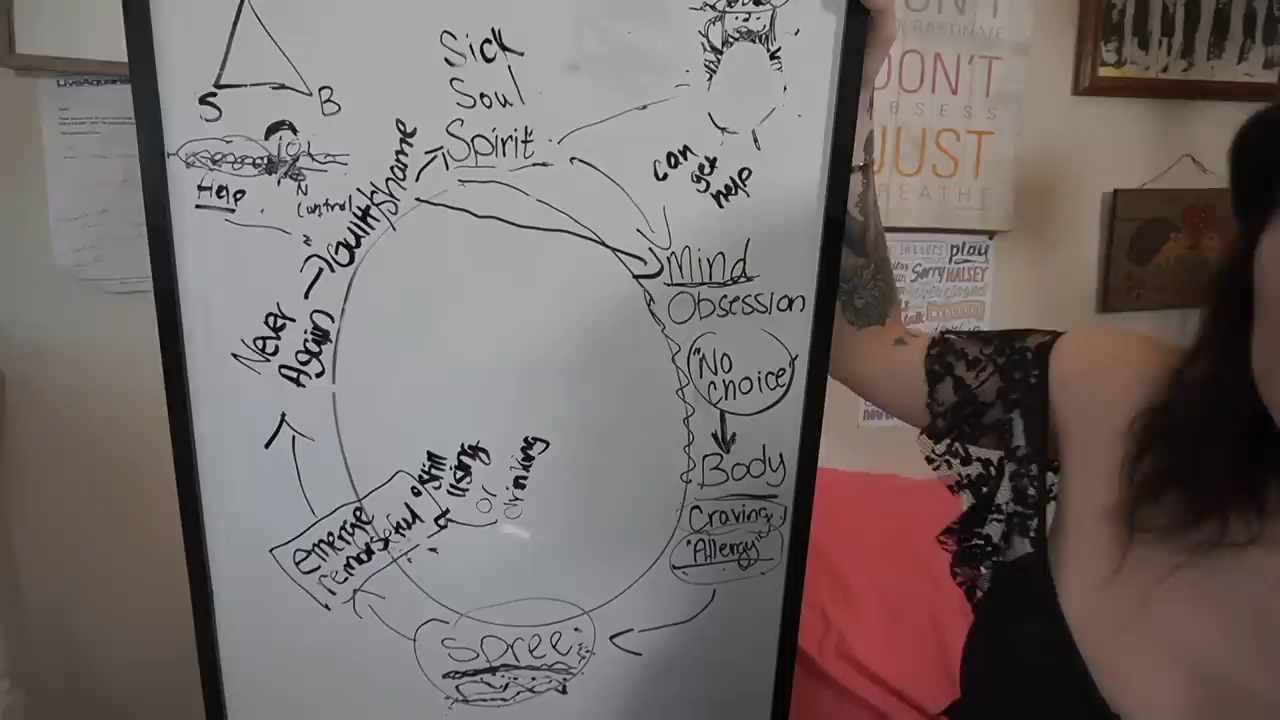 S B
Sick
Soul
Spirit
can
get
help
Mind
Obsession
"No
choice"
Body
Craving
"Allergy"
Spree
emerge
remorseful
still
using
or
drinking
Never
Again
Guilt/
shame
Help
Control
DON'T
DON'T
OBSESS
JUST
BREATHE
play
Sorry HALSEY